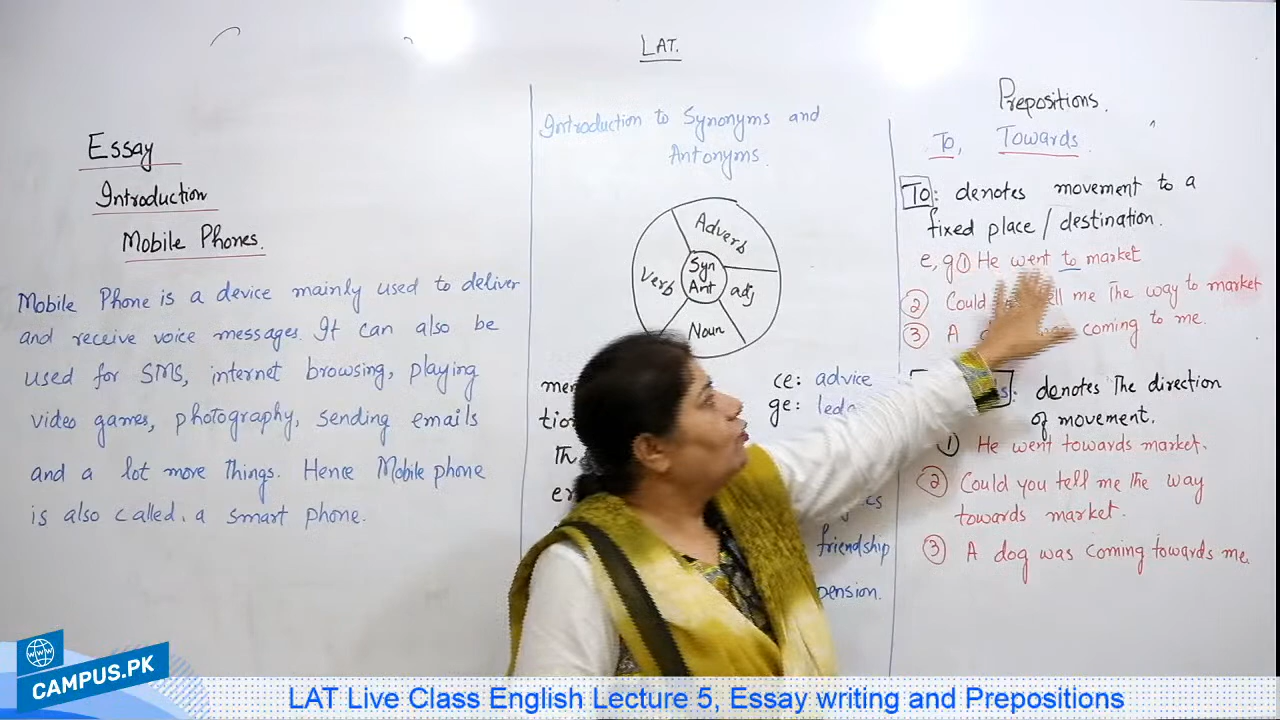 LAT.
Essay
Introduction
Mobile Phones.
Mobile Phone is a device mainly used to deliver
and receive voice messages. It can also be
used for SMS, internet browsing, playing
video games, photography, sending emails
and a lot more things. Hence Mobile phone
is also called. a smart phone.
Introduction to Synonyms and
Antonyms.
Adverb
Syn
Ant
Verb
adj
Noun
ce: advice
ge:
friendship
Prepositions.
To, Towards
To: denotes movement to a
fixed place / destination.
e,g ① He went to market
② Could me The way to market
③ A coming to me.
denotes The direction
of movement.
① He went towards market.
② Could you tell me the way
towards market.
③ A dog was coming towards me.
WWW
CAMPUS.PK
LAT Live Class English Lecture 5, Essay writing and Prepositions